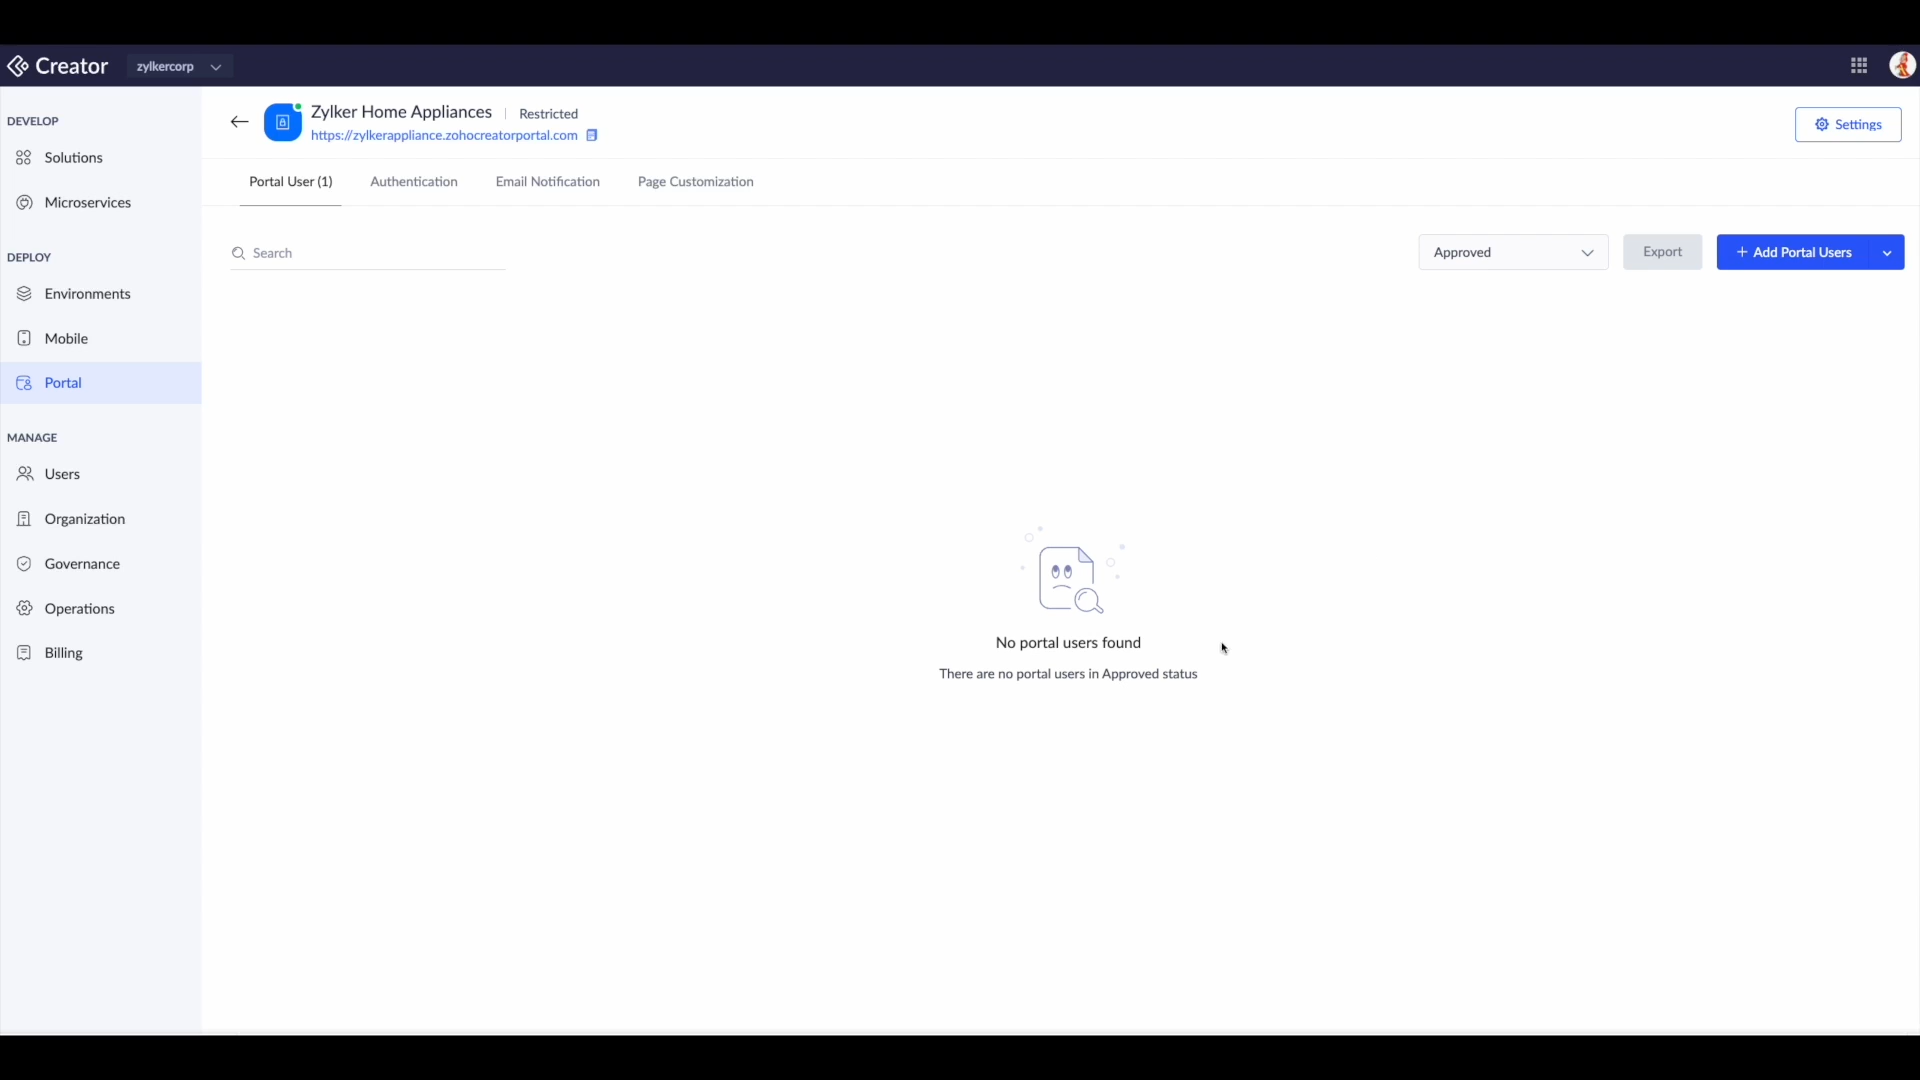 Creator
zylkercorp
DEVELOP
Solutions
Microservices
DEPLOY
Environments
Mobile
Portal
MANAGE
Users
Organization
Governance
Operations
Billing
Zylker Home Appliances | Restricted
https://zylkerappliance.zohocreatorportal.com
Settings
Portal User (1)
Authentication
Email Notification
Page Customization
Search
Approved
Export
+ Add Portal Users
No portal users found
There are no portal users in Approved status